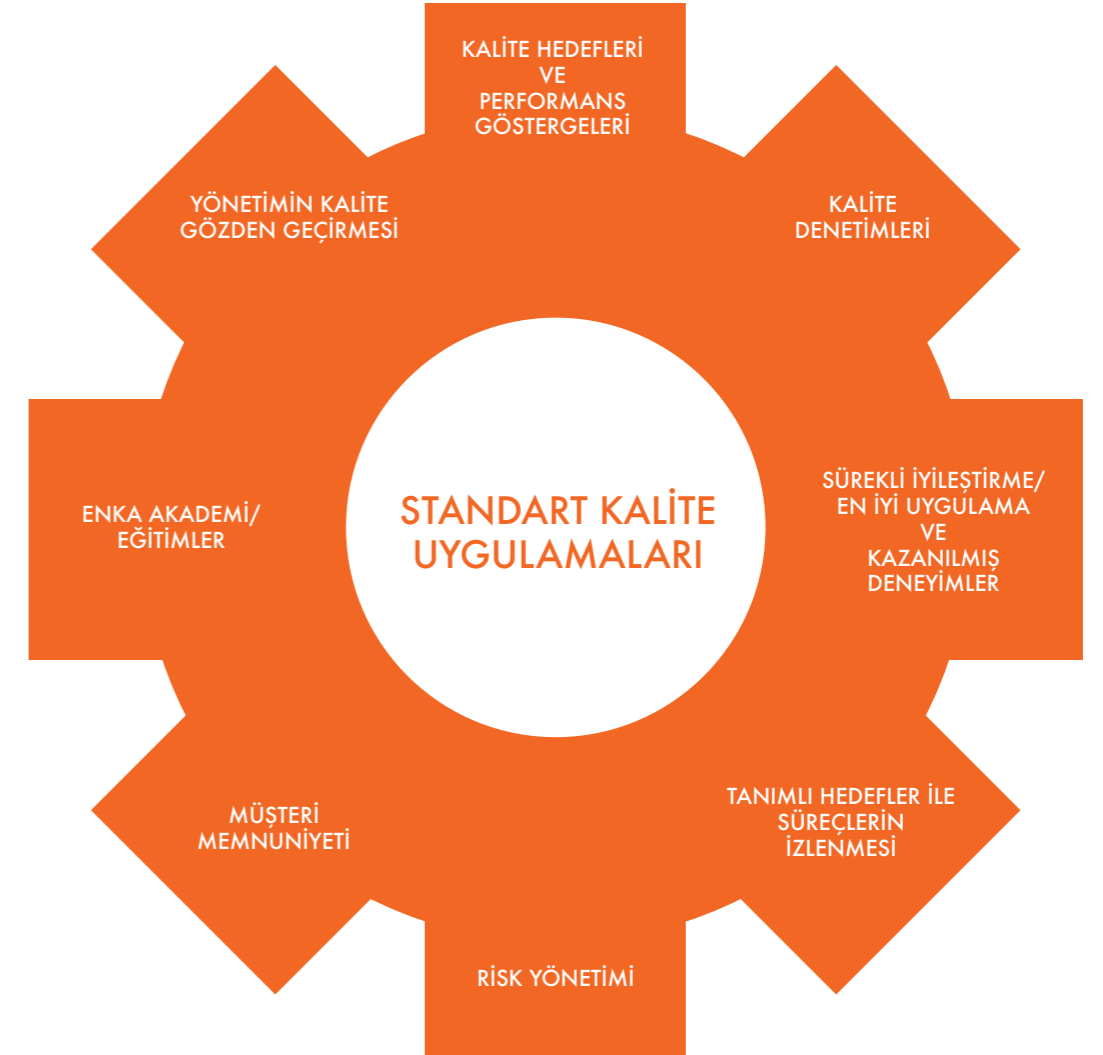 KALİTE HEDEFLERİ
VE
PERFORMANS
GÖSTERGELERİ
YÖNETİMİN KALİTE
GÖZDEN GEÇİRMESİ
KALİTE
DENETİMLERİ
ENKA AKADEMİ/
EĞİTİMLER
STANDART KALİTE
UYGULAMALARI
SÜREKLİ İYİLEŞTİRME/
EN İYİ UYGULAMA
VE
KAZANILMIŞ
DENEYİMLER
MÜŞTERİ
MEMNUNİYETİ
TANIMLI HEDEFLER İLE
SÜREÇLERİN
İZLENMESİ
RİSK YÖNETİMİ